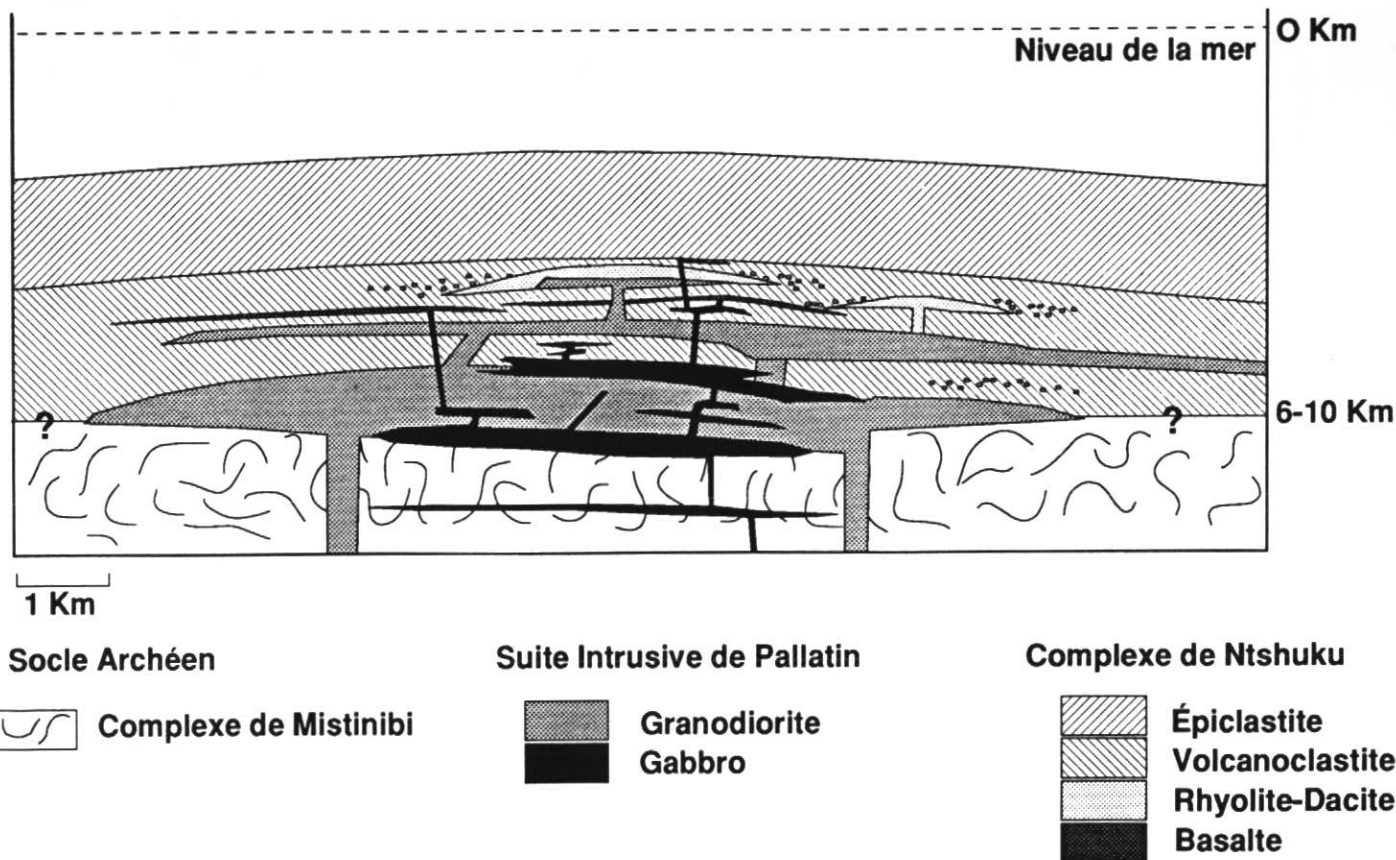 O Km
Niveau de la mer
?
?
6-10 Km
1 Km
Socle Archéen
Complexe de Mistinibi
Suite Intrusive de Pallatin
Granodiorite
Gabbro
Complexe de Ntshuku
Épiclastite
Volcanoclastite
Rhyolite-Dacite
Basalte